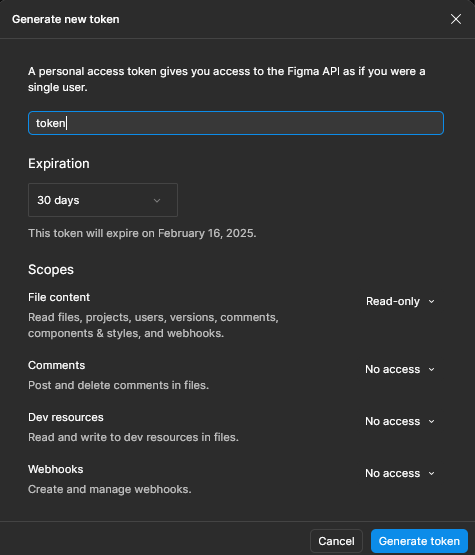 Generate new token
A personal access token gives you access to the Figma API as if you were a
single user.
token
Expiration
30 days
This token will expire on February 16, 2025.
Scopes
File content
Read-only
Read files, projects, users, versions, comments,
components & styles, and webhooks.
Comments
No access
Post and delete comments in files.
Dev resources
No access
Read and write to dev resources in files.
Webhooks
No access
Create and manage webhooks.
Cancel
Generate token